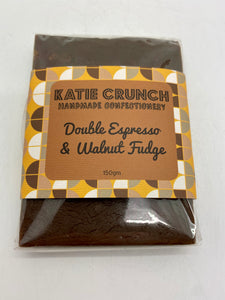 KATIE CRUNCH
HANDMADE CONFECTIONERY
Double Espresso
& Walnut Fudge
150gm